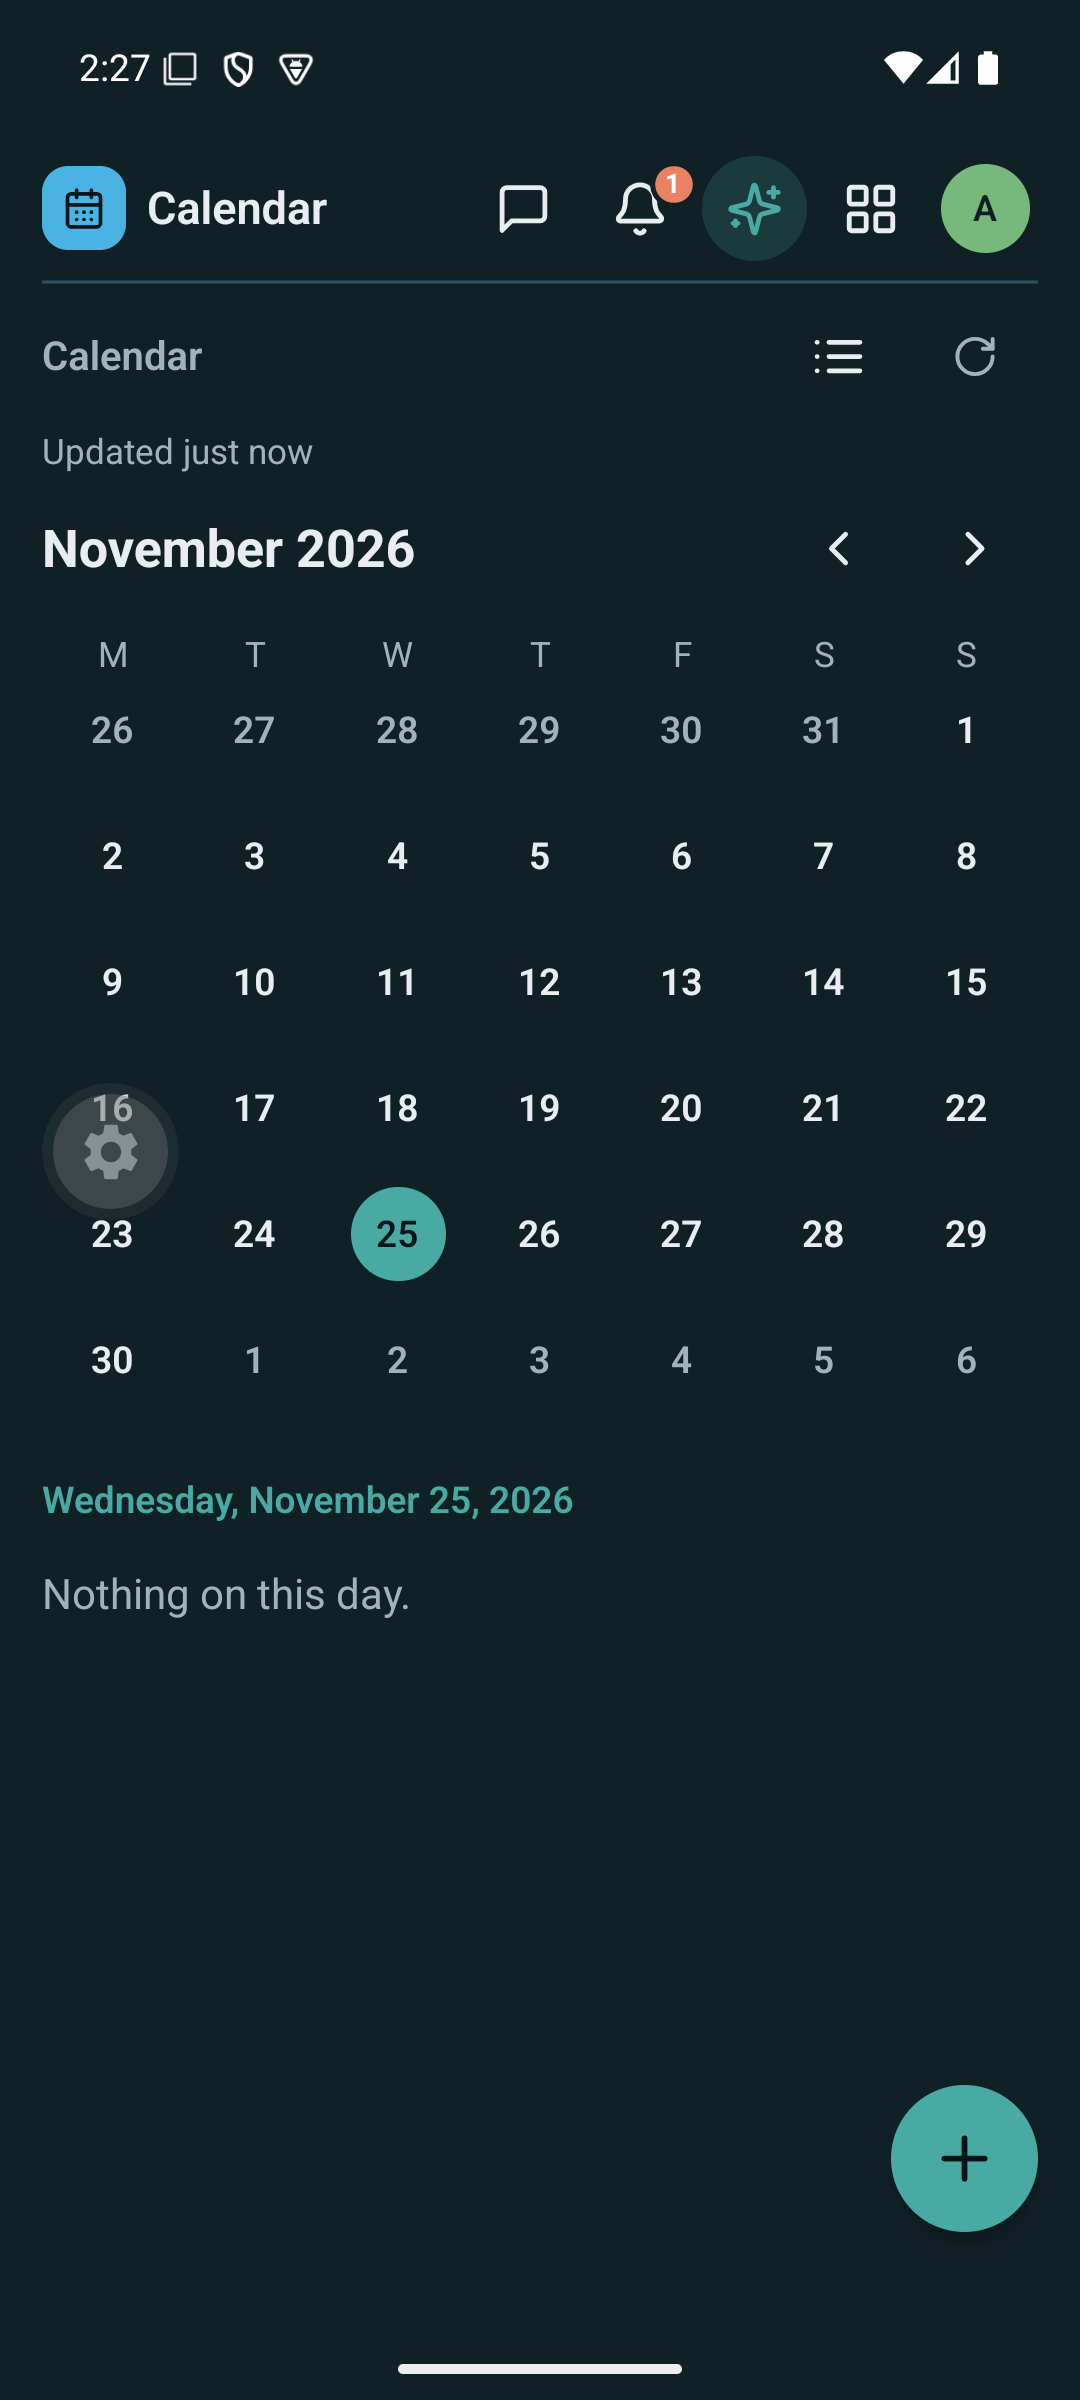 2:27
Calendar
1
A
Calendar
Updated just now
November 2026
M T W T F S S
26 27 28 29 30 31 1
2 3 4 5 6 7 8
9 10 11 12 13 14 15
16 17 18 19 20 21 22
23 24 25 26 27 28 29
30 1 2 3 4 5 6
Wednesday, November 25, 2026
Nothing on this day.